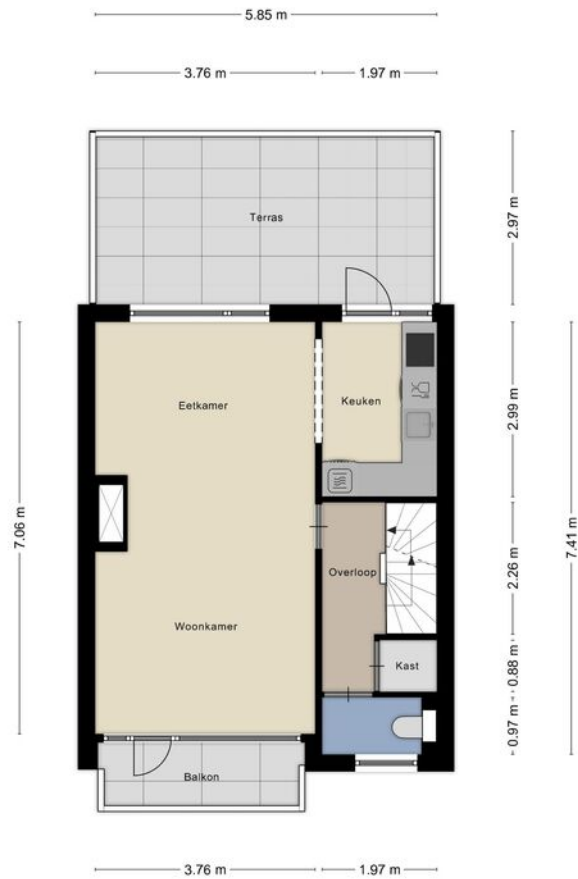 5.85 m
3.76 m
1.97 m
Terras
2.97 m
Eetkamer
Keuken
2.99 m
7.06 m
7.41 m
Overloop
2.26 m
Woonkamer
Kast
0.88 m
0.97 m
Balkon
3.76 m
1.97 m